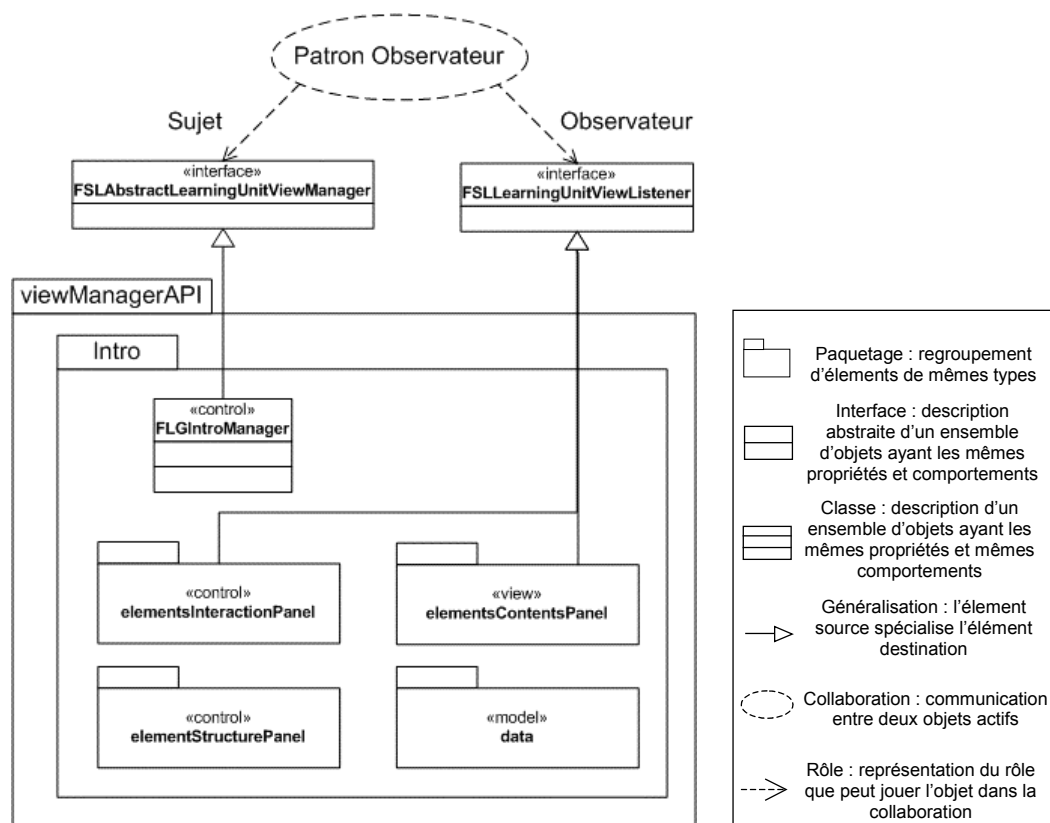 Patron Observateur
Sujet
Observateur
«interface»
FSLAbstractLearningUnitViewManager
«interface»
FSLLearningUnitViewListener
viewManagerAPI
Intro
«control»
FLGIntroManager
«control»
elementsInteractionPanel
«view»
elementsContentsPanel
«control»
elementStructurePanel
«model»
data
Paquetage : regroupement
d'élements de mêmes types
Interface : description
abstraite d'un ensemble
d'objets ayant les mêmes
propriétés et comportements
Classe : description d'un
ensemble d'objets ayant les
mêmes propriétés et mêmes
comportements
Généralisation : l'élement
source spécialise l'élément
destination
Collaboration : communication
entre deux objets actifs
Rôle : représentation du rôle
que peut jouer l'objet dans la
collaboration